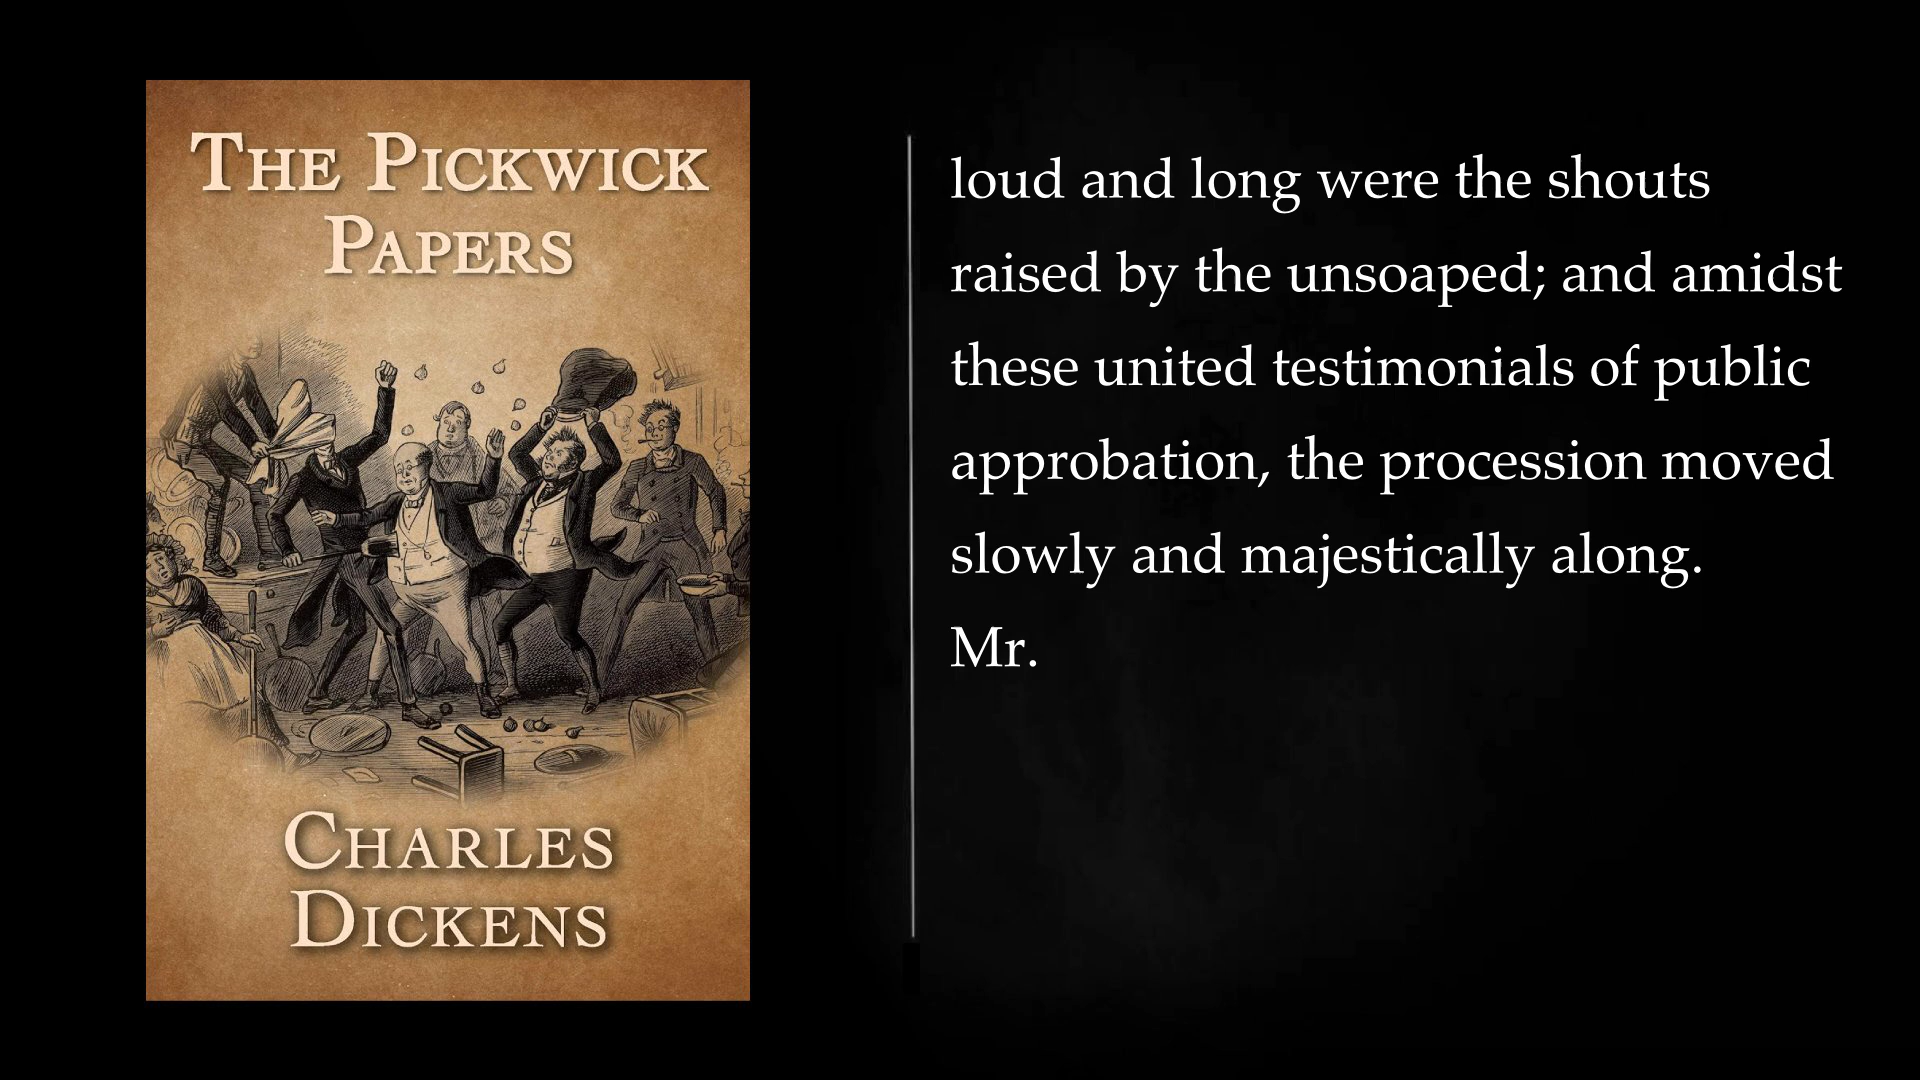 The Pickwick
Papers
Charles
Dickens
loud and long were the shouts
raised by the unsoaped; and amidst
these united testimonials of public
approbation, the procession moved
slowly and majestically along.
Mr.